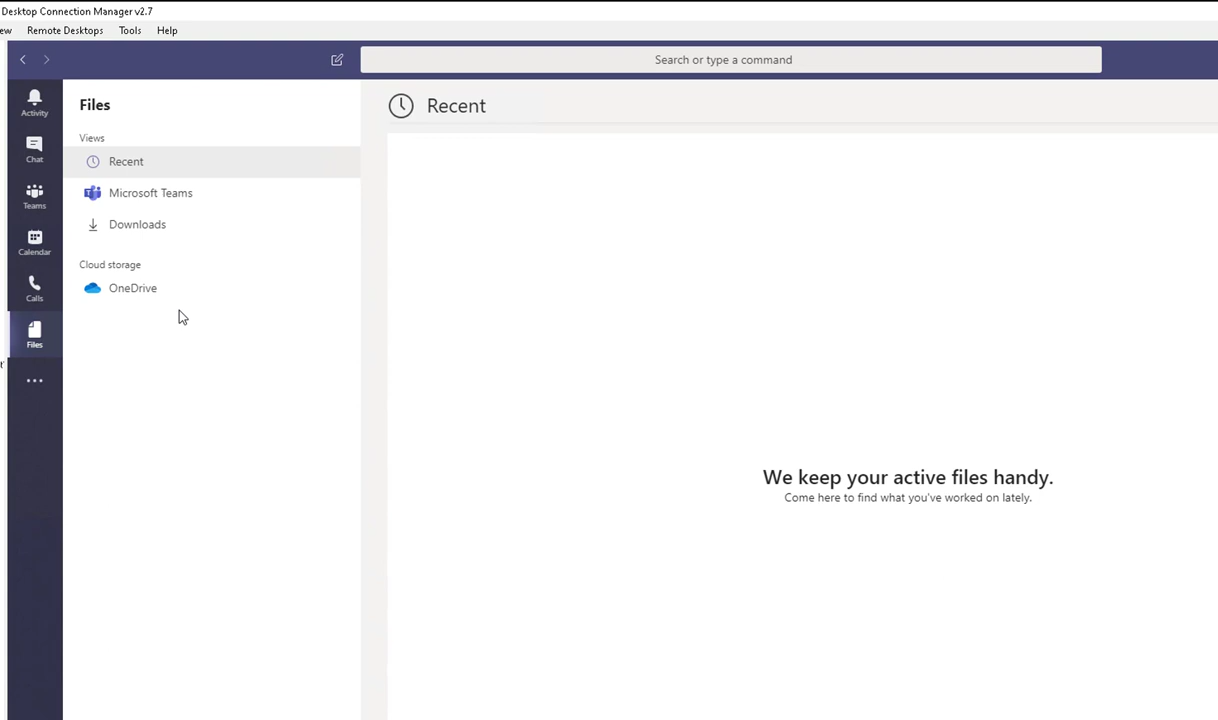 Desktop Connection Manager v2.7
ew Remote Desktops Tools Help
Search or type a command
Activity
Chat
Teams
Calendar
Calls
Files
r
Files
Views
Recent
Microsoft Teams
Downloads
Cloud storage
OneDrive
Recent
We keep your active files handy.
Come here to find what you've worked on lately.